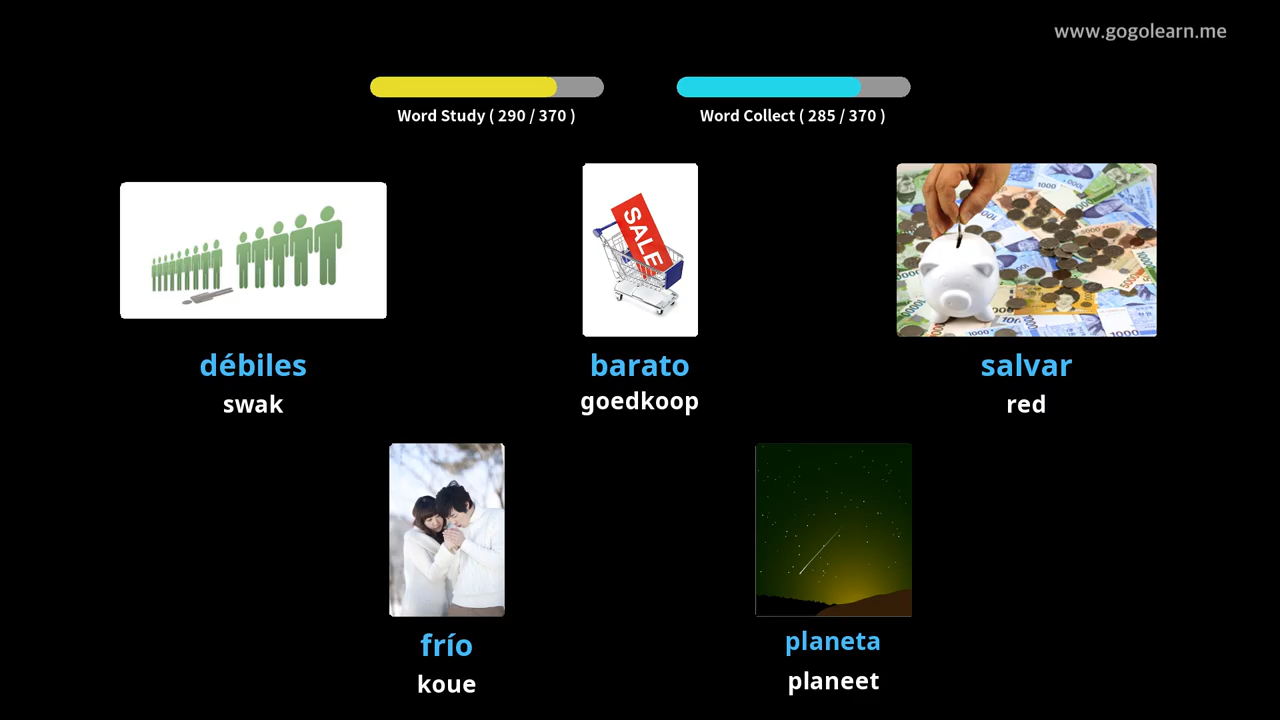 www.gogolearn.me
Word Study ( 290 / 370 )
Word Collect ( 285 / 370 )
SALE
débiles
barato
salvar
swak
goedkoop
red
frío
planeta
koue
planeet